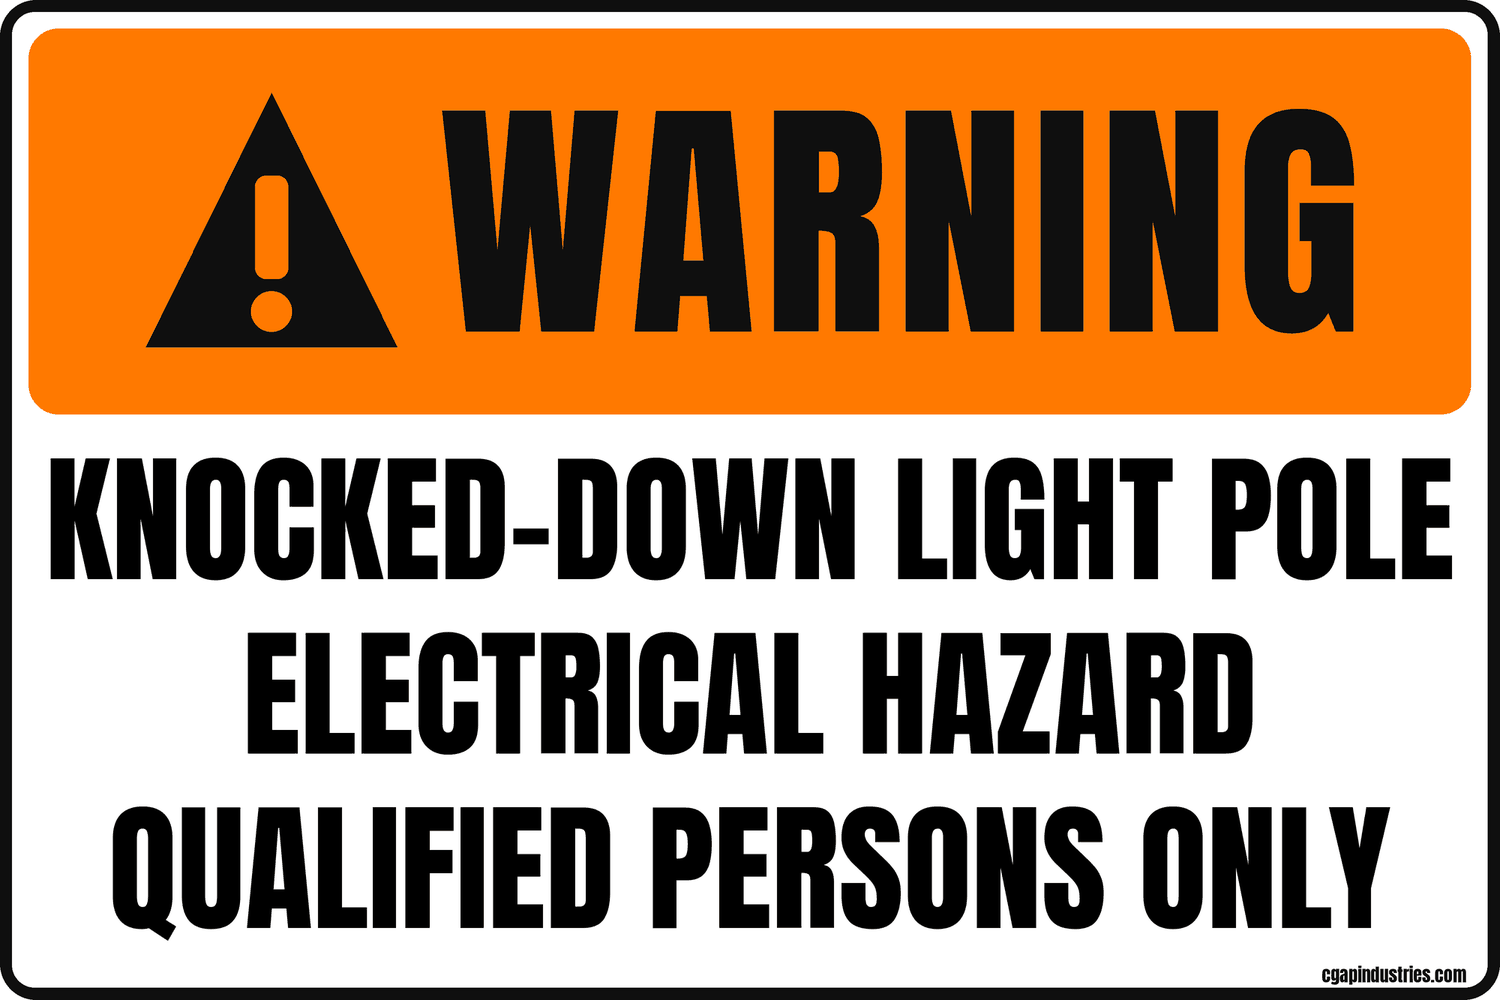 WARNING
KNOCKED-DOWN LIGHT POLE
ELECTRICAL HAZARD
QUALIFIED PERSONS ONLY
cgapindustries.com